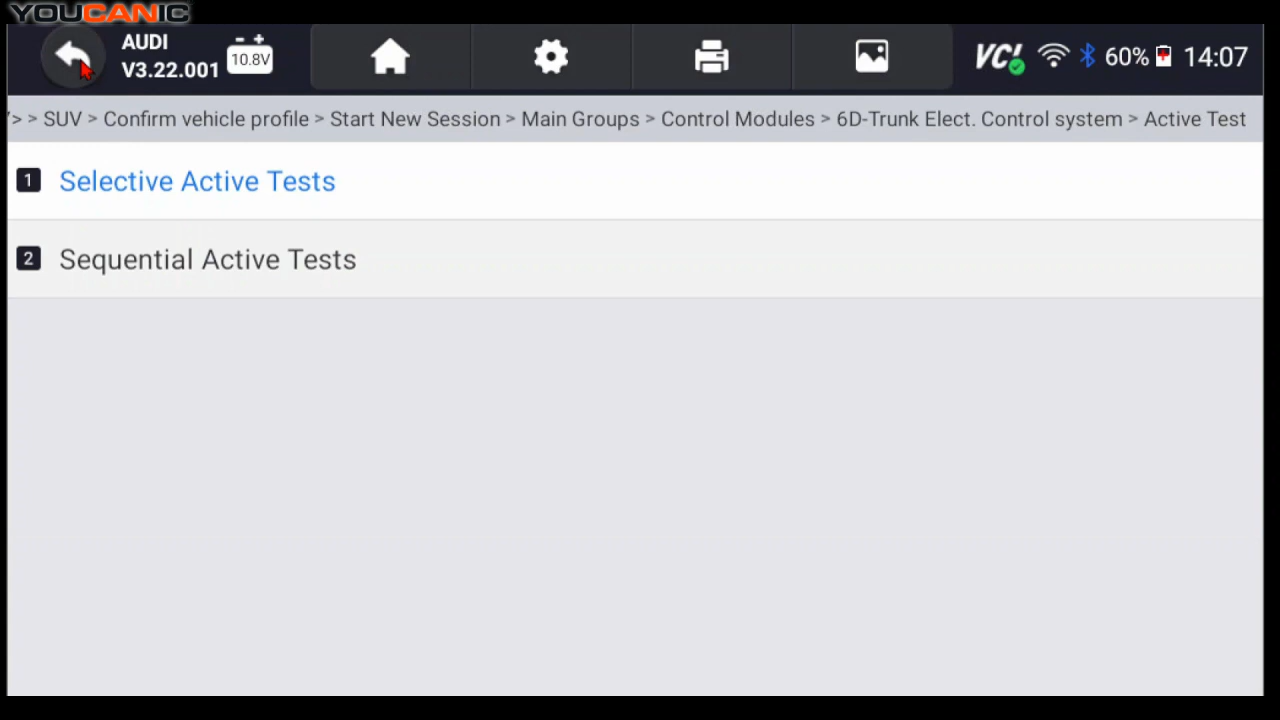 YOUCANIC
AUDI
V3.22.001
10.8V
VCI
60%
14:07
> > SUV > Confirm vehicle profile > Start New Session > Main Groups > Control Modules > 6D-Trunk Elect. Control system > Active Test
1 Selective Active Tests
2 Sequential Active Tests